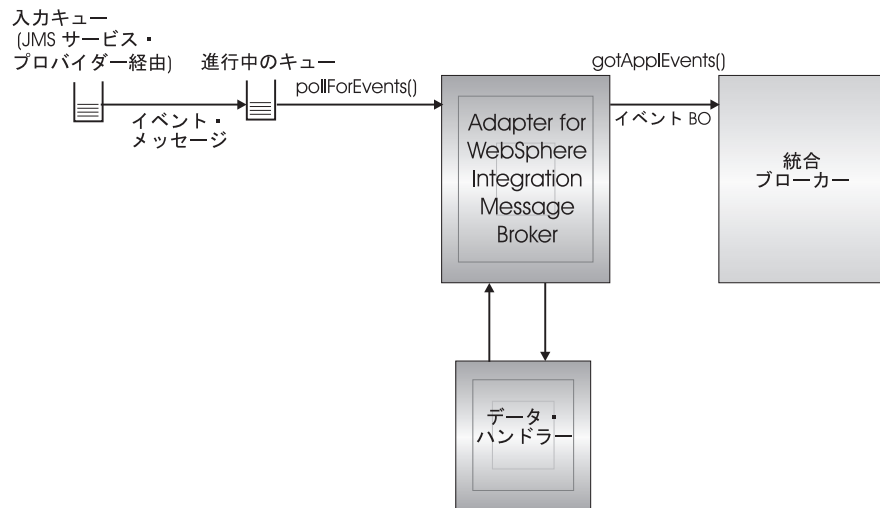 入力キュー
(JMS サービス・
プロバイダー経由)
進行中のキュー
pollForEvents()
gotApplEvents()
イベント・
メッセージ
イベント BO
Adapter for
WebSphere
Integration
Message
Broker
統合
ブローカー
データ・
ハンドラー